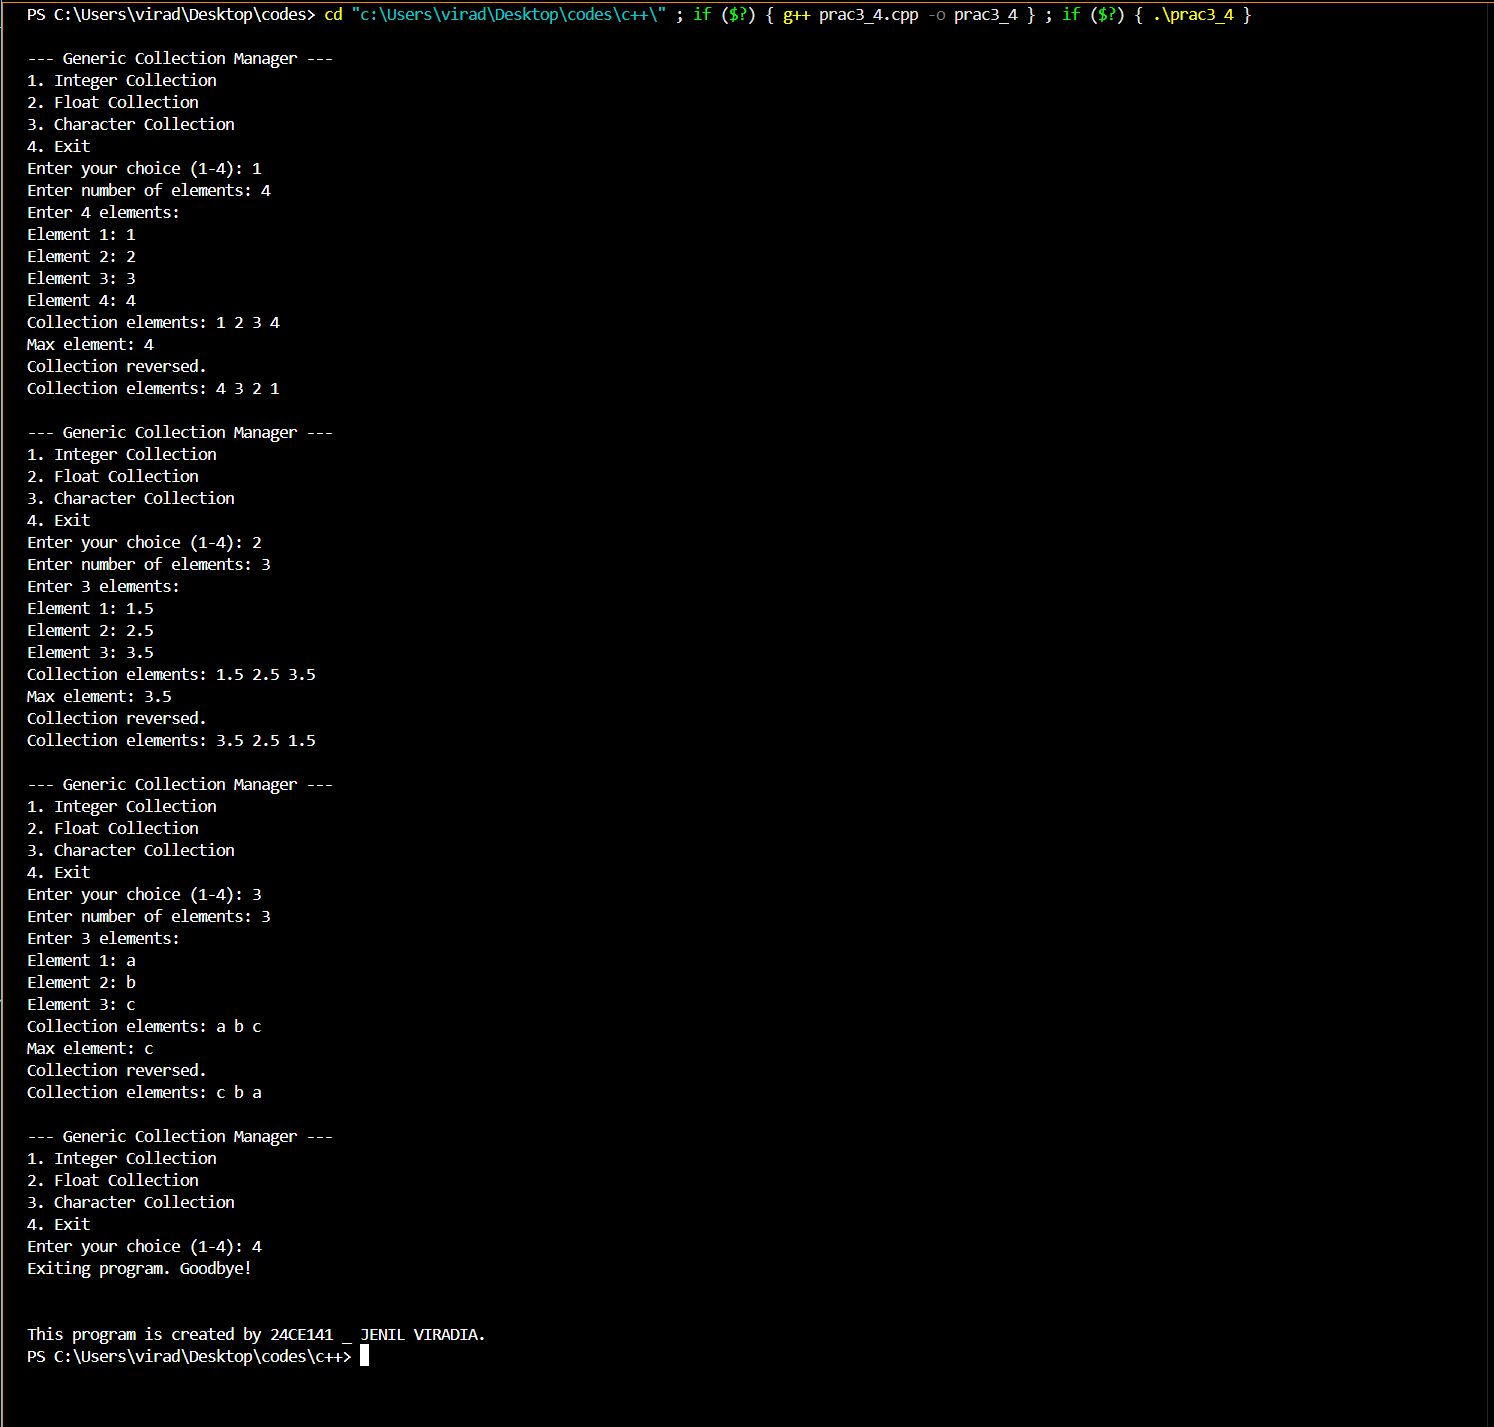 PS C:\Users\virad\Desktop\codes> cd "c:\Users\virad\Desktop\codes\c++\" ; if ($?) { g++ prac3_4.cpp -o prac3_4 } ; if ($?) { .\prac3_4 }
--- Generic Collection Manager ---
1. Integer Collection
2. Float Collection
3. Character Collection
4. Exit
Enter your choice (1-4): 1
Enter number of elements: 4
Enter 4 elements:
Element 1: 1
Element 2: 2
Element 3: 3
Element 4: 4
Collection elements: 1 2 3 4
Max element: 4
Collection reversed.
Collection elements: 4 3 2 1
--- Generic Collection Manager ---
1. Integer Collection
2. Float Collection
3. Character Collection
4. Exit
Enter your choice (1-4): 2
Enter number of elements: 3
Enter 3 elements:
Element 1: 1.5
Element 2: 2.5
Element 3: 3.5
Collection elements: 1.5 2.5 3.5
Max element: 3.5
Collection reversed.
Collection elements: 3.5 2.5 1.5
--- Generic Collection Manager ---
1. Integer Collection
2. Float Collection
3. Character Collection
4. Exit
Enter your choice (1-4): 3
Enter number of elements: 3
Enter 3 elements:
Element 1: a
Element 2: b
Element 3: c
Collection elements: a b c
Max element: c
Collection reversed.
Collection elements: c b a
--- Generic Collection Manager ---
1. Integer Collection
2. Float Collection
3. Character Collection
4. Exit
Enter your choice (1-4): 4
Exiting program. Goodbye!
This program is created by 24CE141 _ JENIL VIRADIA.
PS C:\Users\virad\Desktop\codes\c++>